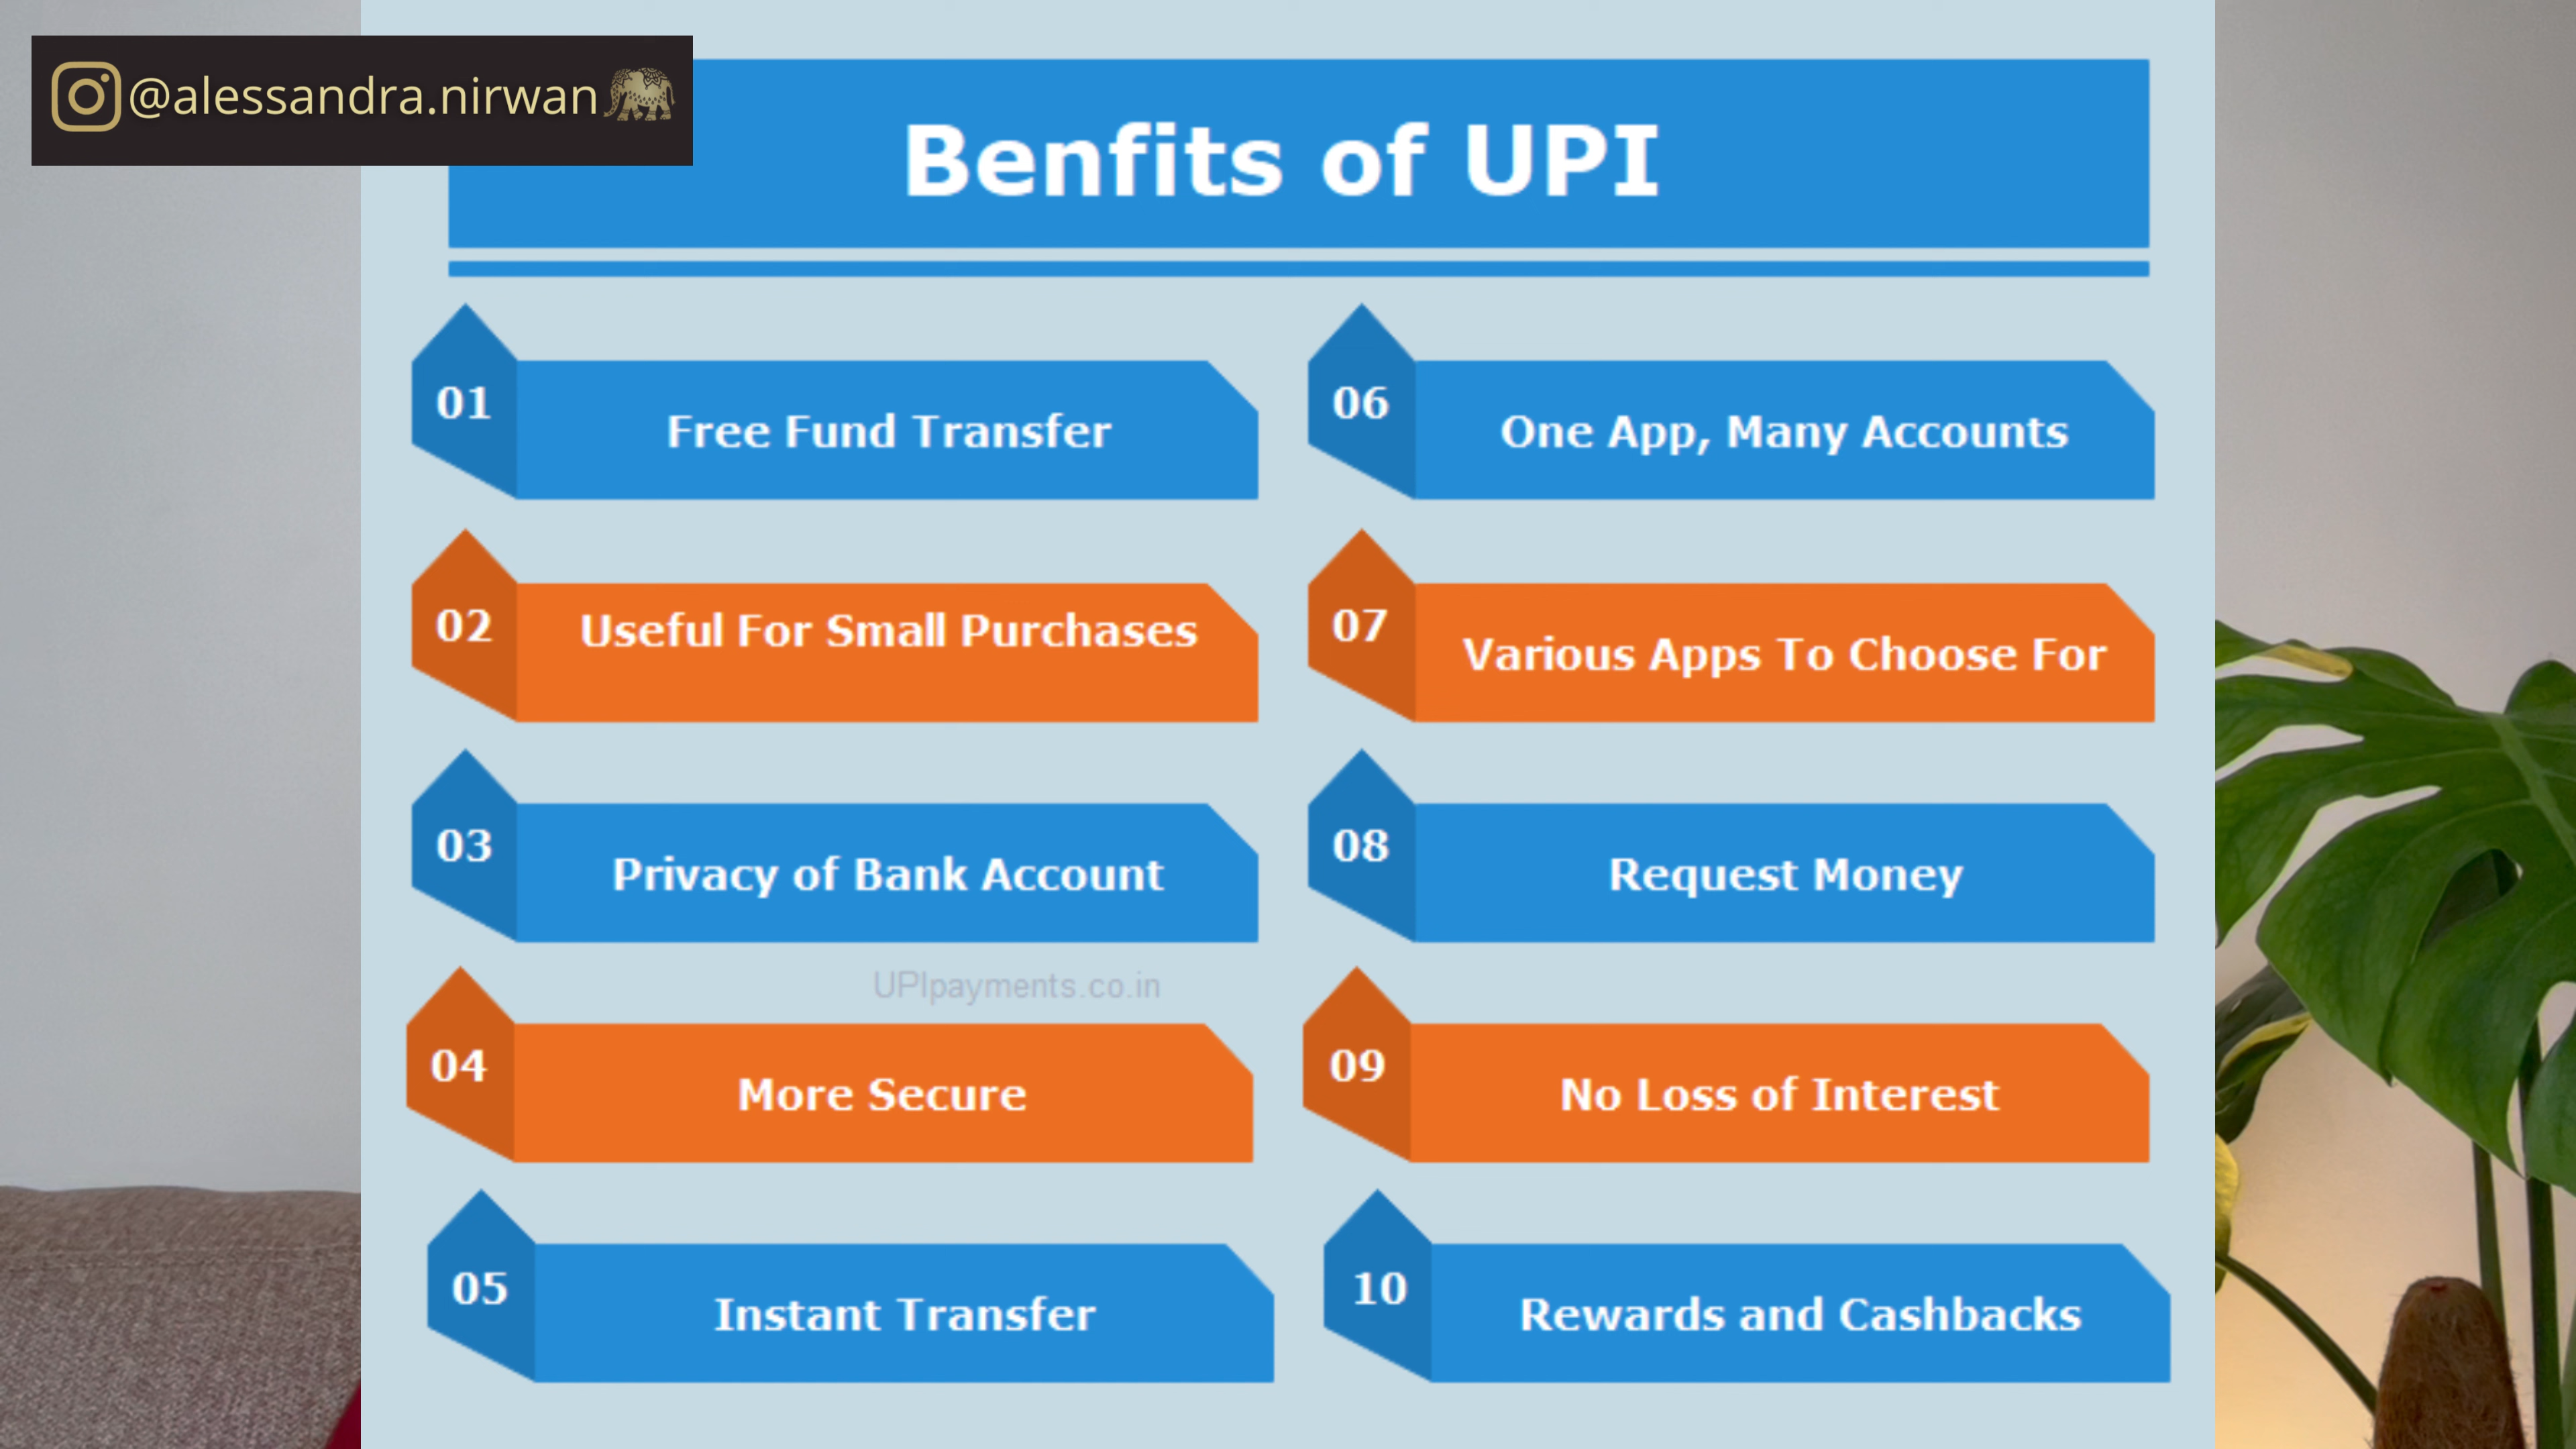 @alessandra.nirwan
Benfits of UPI
01
Free Fund Transfer
02
Useful For Small Purchases
03
Privacy of Bank Account
UPIpayments.co.in
04
More Secure
05
Instant Transfer
06
One App, Many Accounts
07
Various Apps To Choose For
08
Request Money
09
No Loss of Interest
10
Rewards and Cashbacks